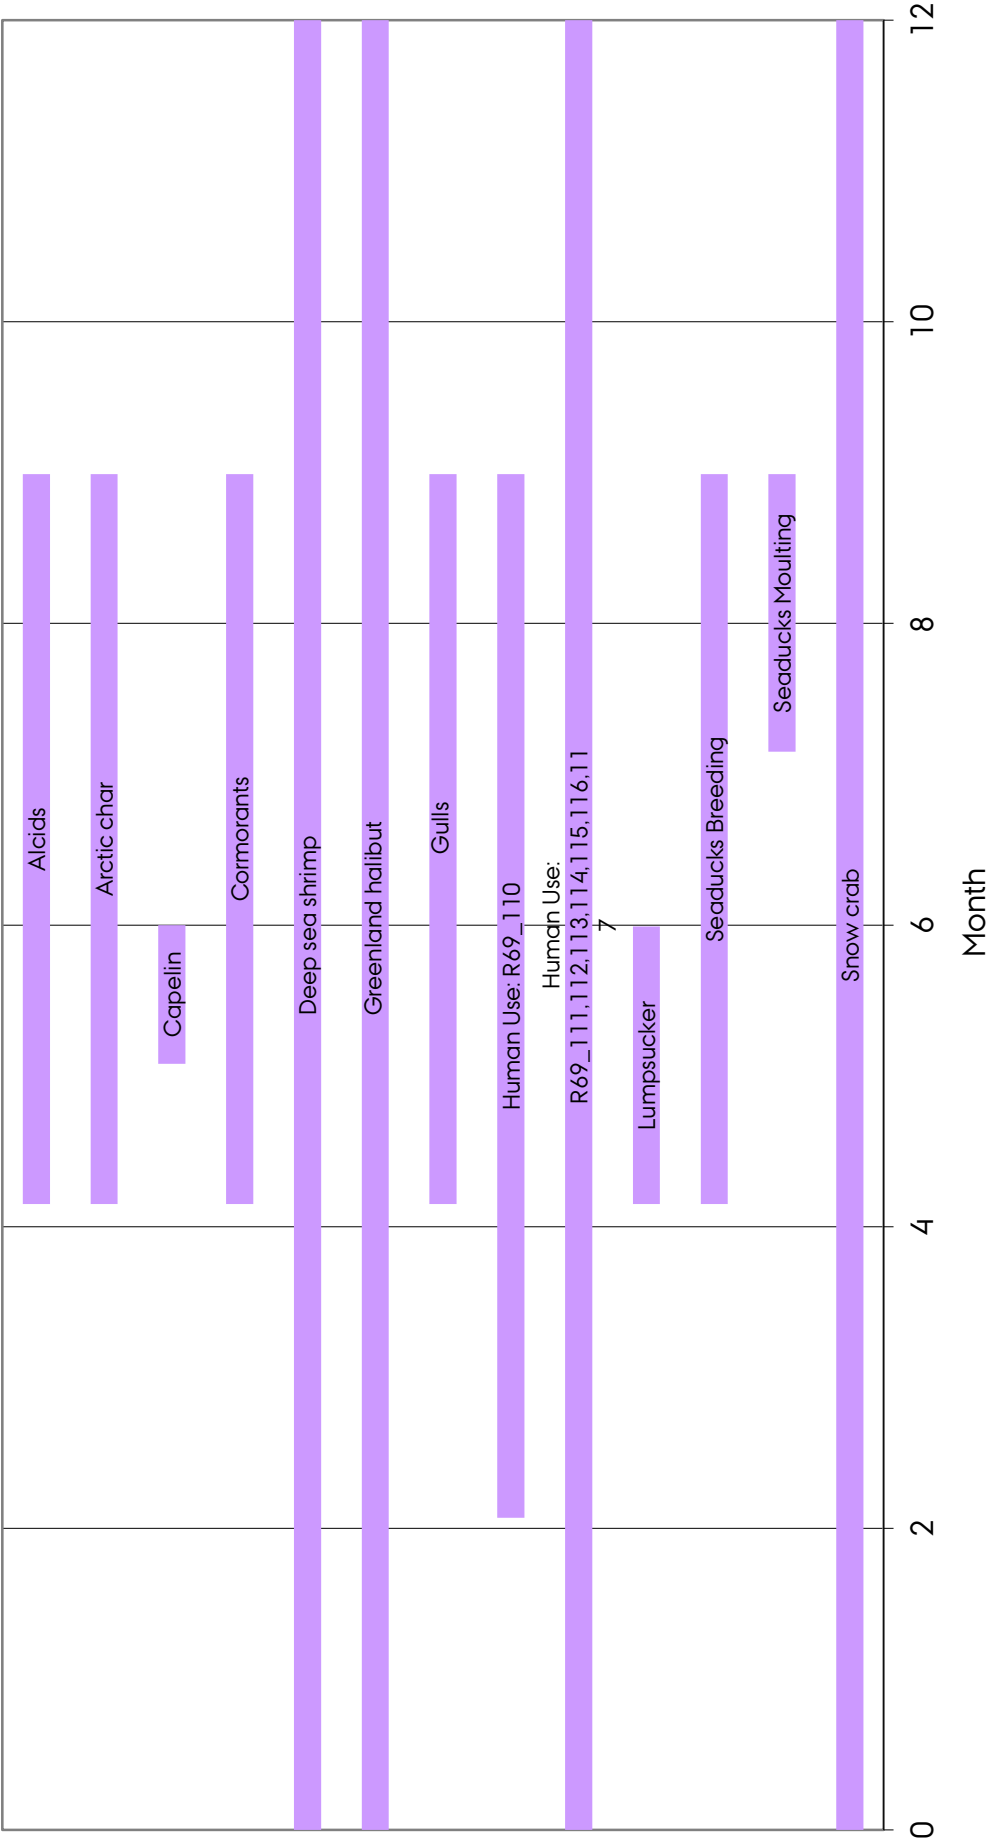 Alcids
Arctic char
Capelin
Cormorants
Deep sea shrimp
Greenland halibut
Gulls
Human Use: R69_110
Human Use:
R69_111,112,113,114,115,116,11
7
Lumpsucker
Seaducks Breeding
Seaducks Moulting
Snow crab
0 2 4 6 8 10 12
Month